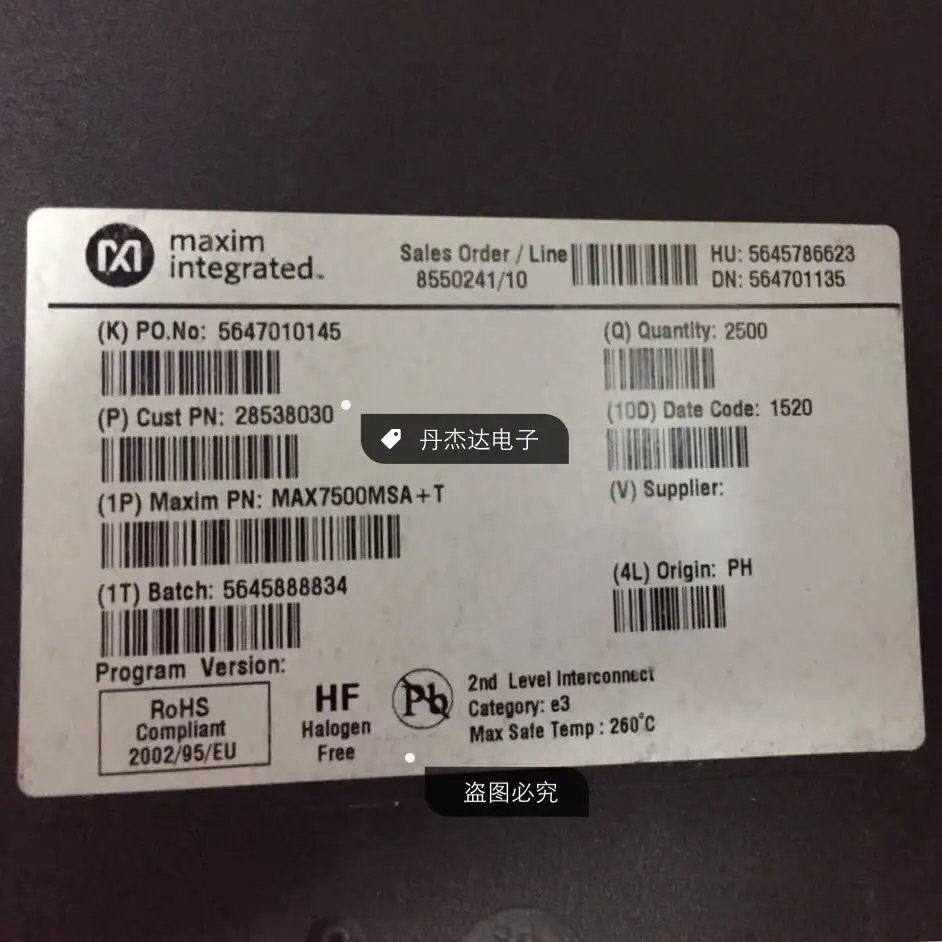 maxim
integrated™
Sales Order / Line
8550241/10
HU: 5645786623
DN: 564701135
(K) PO.No: 5647010145
(Q) Quantity: 2500
(P) Cust PN: 28538030
(10D) Date Code: 1520
丹杰达电子
(1P) Maxim PN: MAX7500MSA+T
(V) Supplier:
(1T) Batch: 5645888834
(4L) Origin: PH
Program Version:
RoHS
Compliant
2002/95/EU
HF
Halogen
Free
Pb
2nd Level Interconnect
Category: e3
Max Safe Temp : 260°C
盗图必究